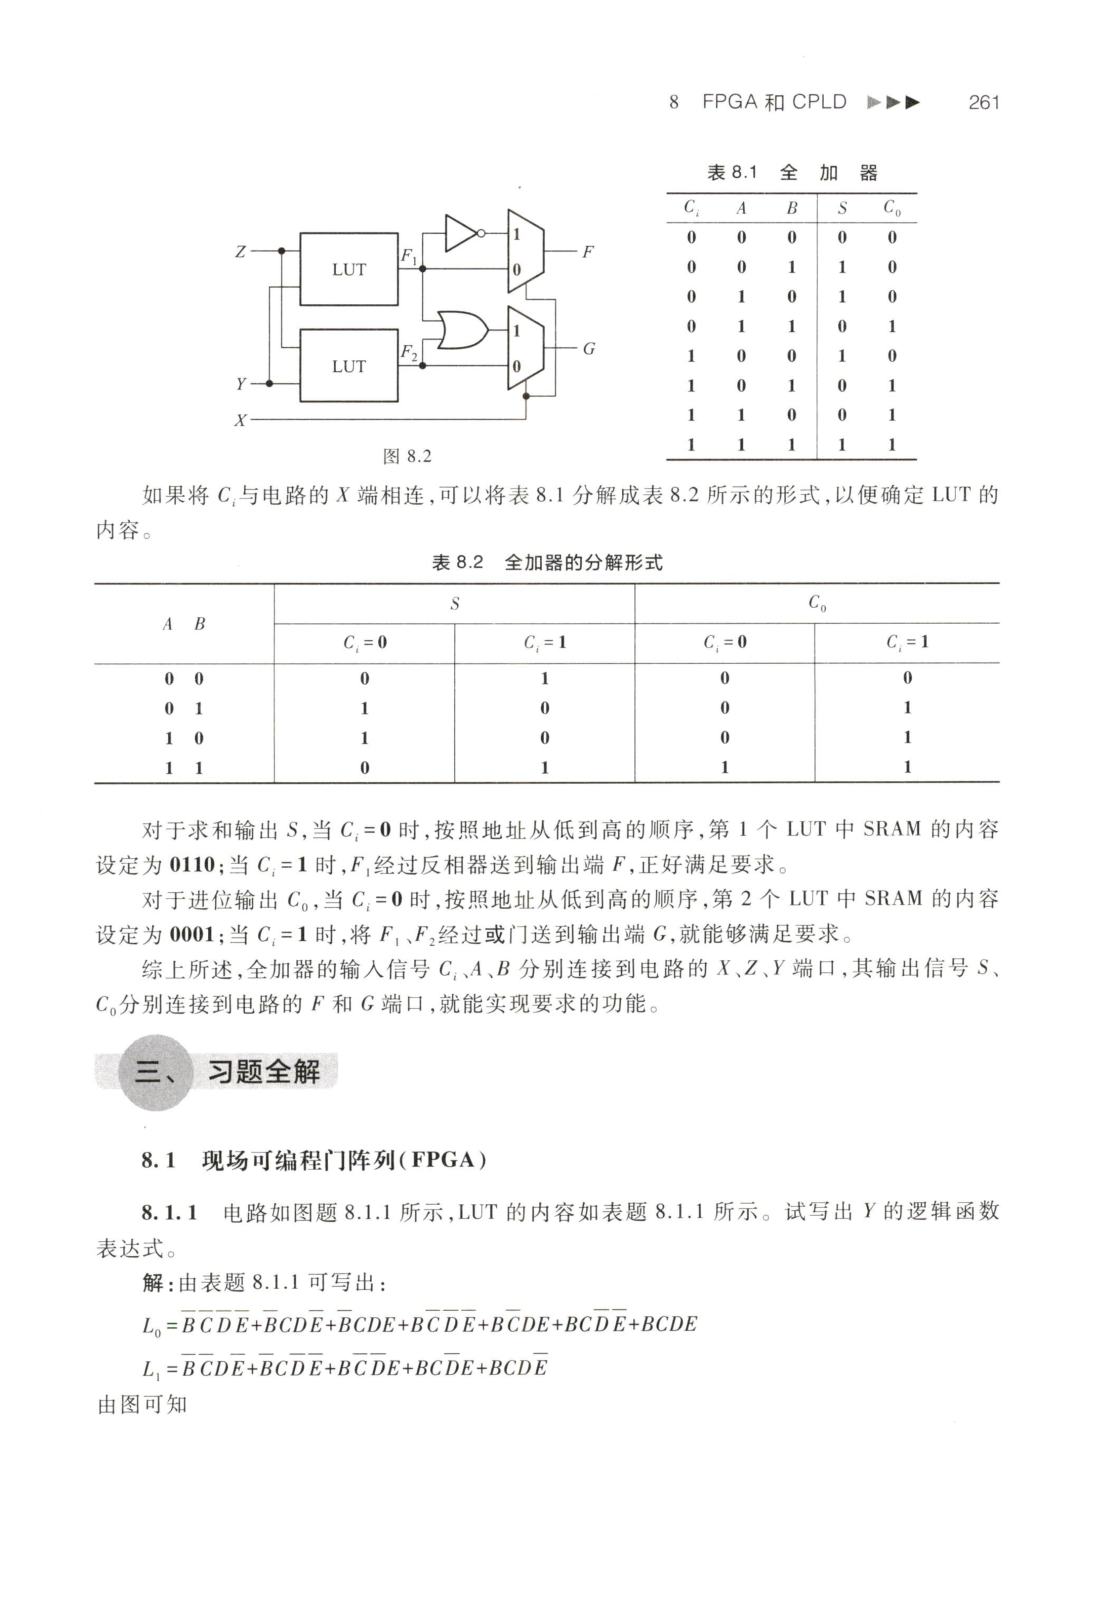 8 FPGA 和 CPLD 261
Z
Y
X
LUT
LUT
F₁
F₂
1
0
1
0
F
G
图 8.2
表 8.1 全 加 器
Cᵢ A B S C₀
0 0 0 0 0
0 0 1 1 0
0 1 0 1 0
0 1 1 0 1
1 0 0 1 0
1 0 1 0 1
1 1 0 0 1
1 1 1 1 1
如果将 Cᵢ与电路的 X 端相连,可以将表 8.1 分解成表 8.2 所示的形式,以便确定 LUT 的
内容。
表 8.2 全加器的分解形式
A B S C₀
Cᵢ=0 Cᵢ=1 Cᵢ=0 Cᵢ=1
0 0 0 1 0 0
0 1 1 0 0 1
1 0 1 0 0 1
1 1 0 1 1 1
对于求和输出 S,当 Cᵢ=0 时,按照地址从低到高的顺序,第 1 个 LUT 中 SRAM 的内容
设定为 0110;当 Cᵢ=1 时,F₁经过反相器送到输出端 F,正好满足要求。
对于进位输出 C₀,当 Cᵢ=0 时,按照地址从低到高的顺序,第 2 个 LUT 中 SRAM 的内容
设定为 0001;当 Cᵢ=1 时,将 F₁、F₂经过或门送到输出端 G,就能够满足要求。
综上所述,全加器的输入信号 Cᵢ、A、B 分别连接到电路的 X、Z、Y 端口,其输出信号 S、
C₀分别连接到电路的 F 和 G 端口,就能实现要求的功能。
三、 习题全解
8.1 现场可编程门阵列(FPGA)
8.1.1 电路如图题 8.1.1 所示,LUT 的内容如表题 8.1.1 所示。试写出 Y 的逻辑函数
表达式。
解:由表题 8.1.1 可写出:
L₀=B̅C̅D̅E̅+B̅CDE̅+B̅CDE+BC̅D̅E̅+BC̅DE+BCD̅E̅+BCDE
L₁=B̅C̅DE̅+B̅CD̅E̅+BC̅D̅E+BCD̅E+BCDE̅
由图可知